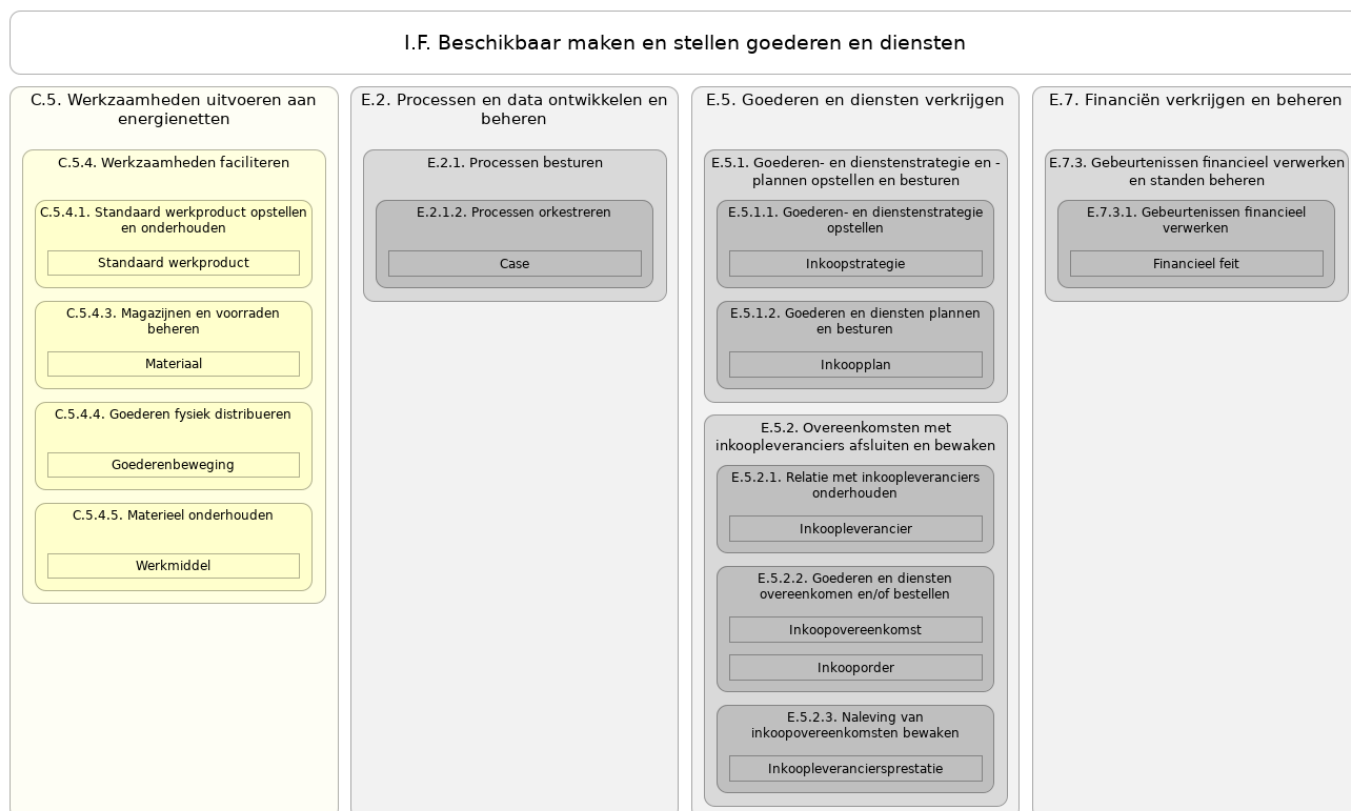 I.F. Beschikbaar maken en stellen goederen en diensten
C.5. Werkzaamheden uitvoeren aan
energienetten
C.5.4. Werkzaamheden faciliteren
C.5.4.1. Standaard werkproduct opstellen
en onderhouden
Standaard werkproduct
C.5.4.3. Magazijnen en voorraden
beheren
Materiaal
C.5.4.4. Goederen fysiek distribueren
Goederenbeweging
C.5.4.5. Materieel onderhouden
Werkmiddel
E.2. Processen en data ontwikkelen en
beheren
E.2.1. Processen besturen
E.2.1.2. Processen orkestreren
Case
E.5. Goederen en diensten verkrijgen
E.5.1. Goederen- en dienstenstrategie en -
plannen opstellen en besturen
E.5.1.1. Goederen- en dienstenstrategie
opstellen
Inkoopstrategie
E.5.1.2. Goederen en diensten plannen
en besturen
Inkoopplan
E.5.2. Overeenkomsten met
inkoopleveranciers afsluiten en bewaken
E.5.2.1. Relatie met inkoopleveranciers
onderhouden
Inkoopleverancier
E.5.2.2. Goederen en diensten
overeenkomen en/of bestellen
Inkoopovereenkomst
Inkooporder
E.5.2.3. Naleving van
inkoopovereenkomsten bewaken
Inkoopleveranciersprestatie
E.7. Financiën verkrijgen en beheren
E.7.3. Gebeurtenissen financieel verwerken
en standen beheren
E.7.3.1. Gebeurtenissen financieel
verwerken
Financieel feit